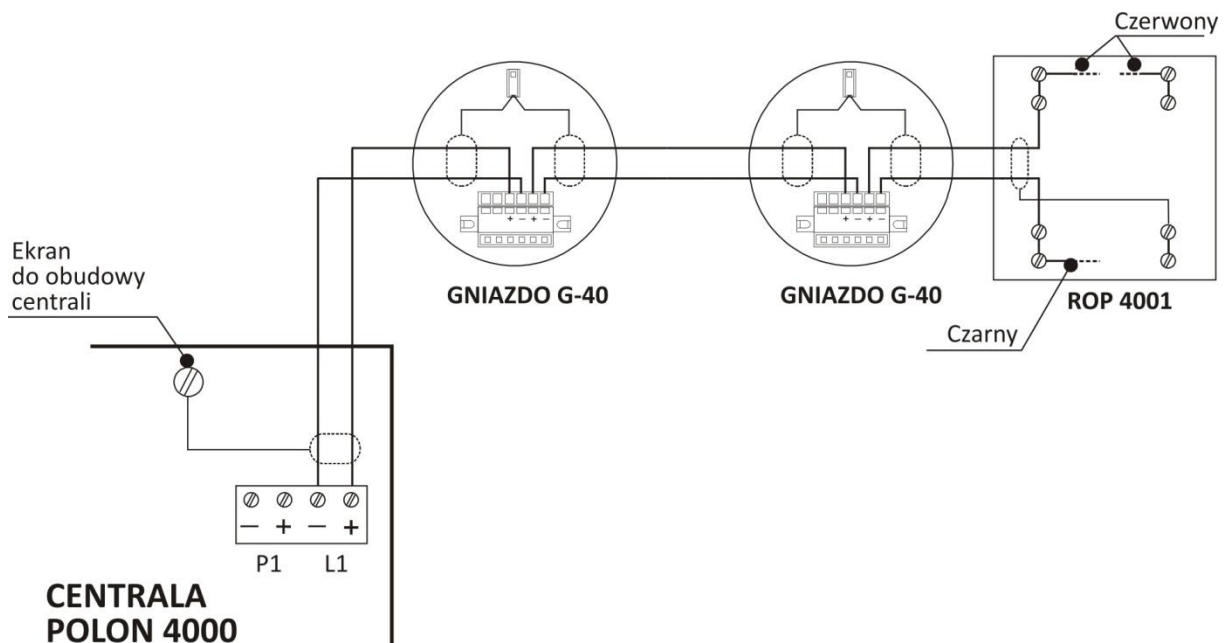 Czerwony
+ − + −
+ − + −
GNIAZDO G-40
GNIAZDO G-40
ROP 4001
Ekran
do obudowy
centrali
Czarny
− + − +
P1 L1
CENTRALA
POLON 4000